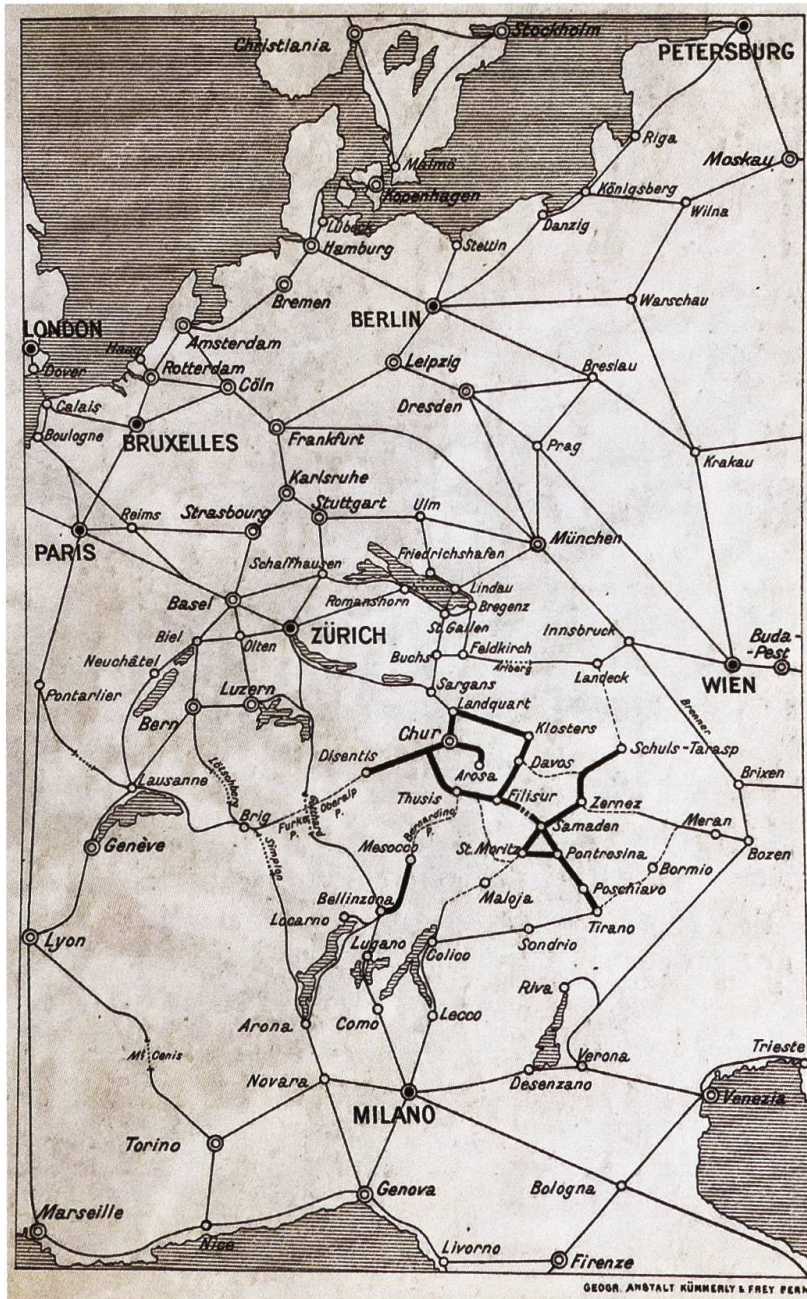 Christiania
Stockholm
PETERSBURG
Riga
Moskau
Malmö
Kopenhagen
Königsberg
Wilna
Lübeck
Danzig
Hamburg
Stettin
Bremen
BERLIN
Warschau
LONDON
Amsterdam
Haag
Dover
Rotterdam
Leipzig
Breslau
Cöln
Dresden
Calais
Boulogne
BRUXELLES
Frankfurt
Prag
Krakau
Karlsruhe
Reims
Strasbourg
Stuttgart
Ulm
PARIS
München
Schaffhausen
Friedrichshafen
Lindau
Basel
Romanshorn
Bregenz
Biel
Olten
ZÜRICH
St. Gallen
Innsbruck
Buda-
Pest
Neuchâtel
Buchs
Feldkirch
Arlberg
Landeck
WIEN
Pontarlier
Luzern
Sargans
Bern
Landquart
Brenner
Chur
Klosters
Disentis
Arosa
Davos
Schuls-Tarasp
Lausanne
Lötschberg
Brixen
Thusis
Filisur
Zernez
Brig
Furka
P.
Oberalp
P.
Gotthard
Bernardino
P.
Samaden
Meran
Genève
Simplon
Mesocco
St. Moritz
Pontresina
Bozen
Bormio
Maloja
Poschiavo
Bellinzona
Locarno
Tirano
Lyon
Lugano
Colico
Sondrio
Riva
Arona
Como
Lecco
Mt. Cenis
Trieste
Verona
Novara
Desenzano
Venezia
MILANO
Torino
Genova
Bologna
Marseille
Nice
Livorno
Firenze
GEOGR. ANSTALT KÜMMERLY & FREY BERN